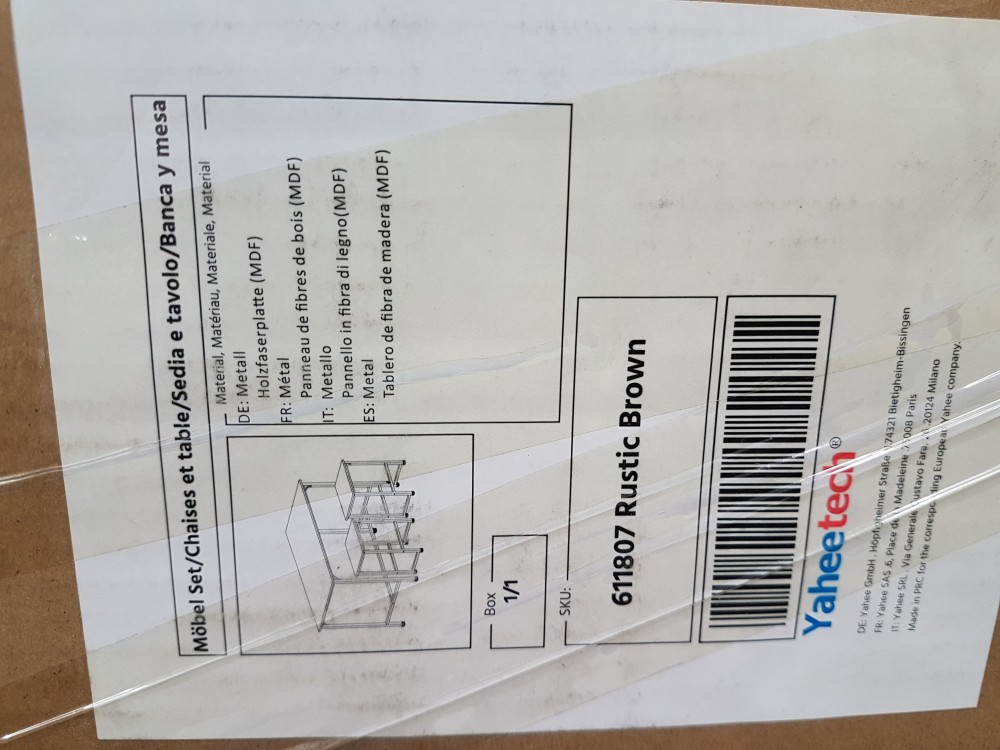 Möbel Set/Chaises et table/Sedia e tavolo/Banca y mesa
Material, Matériau, Materiale, Material
DE: Metall
Holzfaserplatte (MDF)
FR: Métal
Panneau de fibres de bois (MDF)
IT: Metallo
Pannello in fibra di legno(MDF)
ES: Metal
Tablero de fibra de madera (MDF)
Box
1/1
SKU:
611807 Rustic Brown
Yaheetech®
DE: Yahee GmbH . Höpfigheimer Straße 74321 Bietigheim-Bissingen
FR: Yahee SAS .6, Place de Madeleine 75008 Paris
IT: Yahee SRL . Via Generale Gustavo Fara, 20124 Milano
Made in PRC for the corresponding European Yahee company.